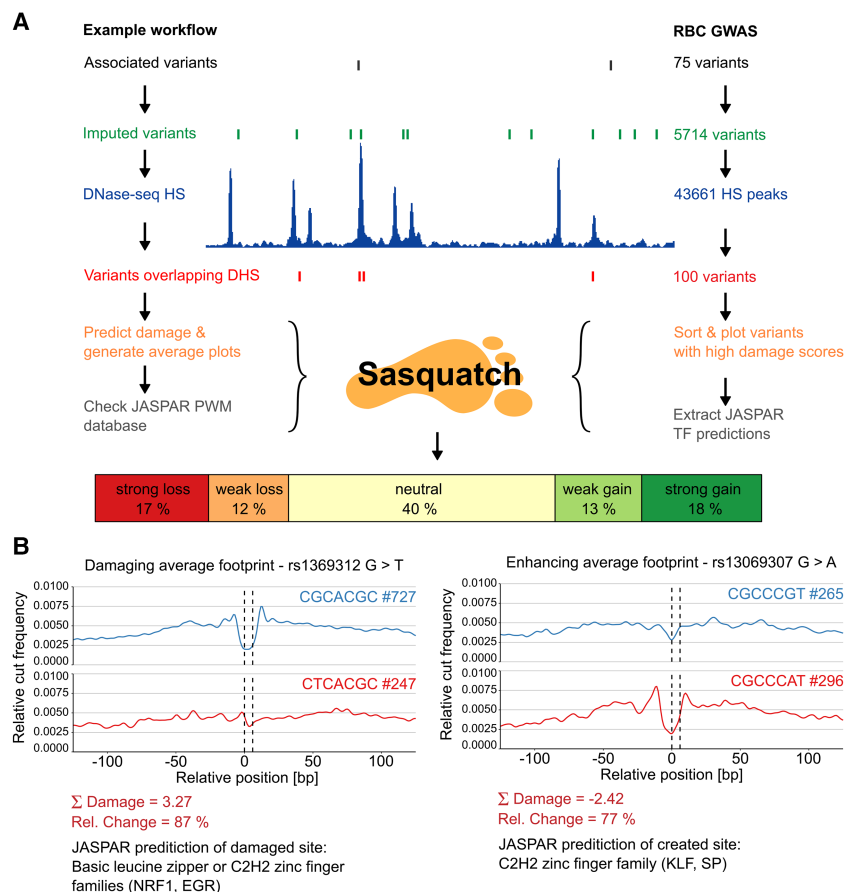 A
Example workflow
RBC GWAS
Associated variants
75 variants
Imputed variants
5714 variants
DNase-seq HS
43661 HS peaks
Variants overlapping DHS
100 variants
Predict damage &
generate average plots
Sort & plot variants
with high damage scores
Sasquatch
Check JASPAR PWM
database
Extract JASPAR
TF predictions
strong loss
17 %
weak loss
12 %
neutral
40 %
weak gain
13 %
strong gain
18 %
B
Damaging average footprint - rs1369312 G > T
Relative cut frequency
0.0100
0.0075
0.0050
0.0025
0.0000
CGCACGC #727
0.0100
0.0075
0.0050
0.0025
0.0000
CTCACGC #247
-100 -50 0 50 100
Relative position [bp]
Σ Damage = 3.27
Rel. Change = 87 %
JASPAR preditiction of damaged site:
Basic leucine zipper or C2H2 zinc finger
families (NRF1, EGR)
Enhancing average footprint - rs13069307 G > A
Relative cut frequency
0.0100
0.0075
0.0050
0.0025
0.0000
CGCCCGT #265
0.0100
0.0075
0.0050
0.0025
0.0000
CGCCCAT #296
-100 -50 0 50 100
Relative position [bp]
Σ Damage = -2.42
Rel. Change = 77 %
JASPAR preditiction of created site:
C2H2 zinc finger family (KLF, SP)